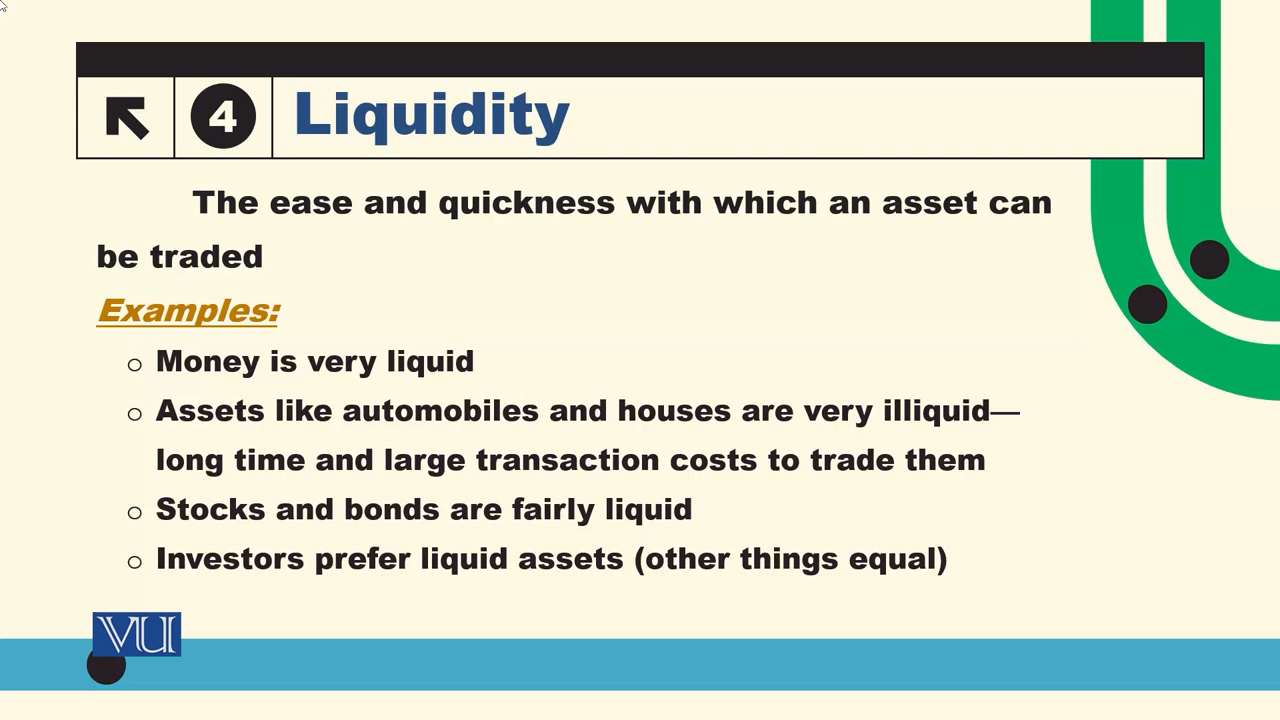 4 Liquidity
The ease and quickness with which an asset can
be traded
Examples:
○ Money is very liquid
○ Assets like automobiles and houses are very illiquid—
long time and large transaction costs to trade them
○ Stocks and bonds are fairly liquid
○ Investors prefer liquid assets (other things equal)
VU